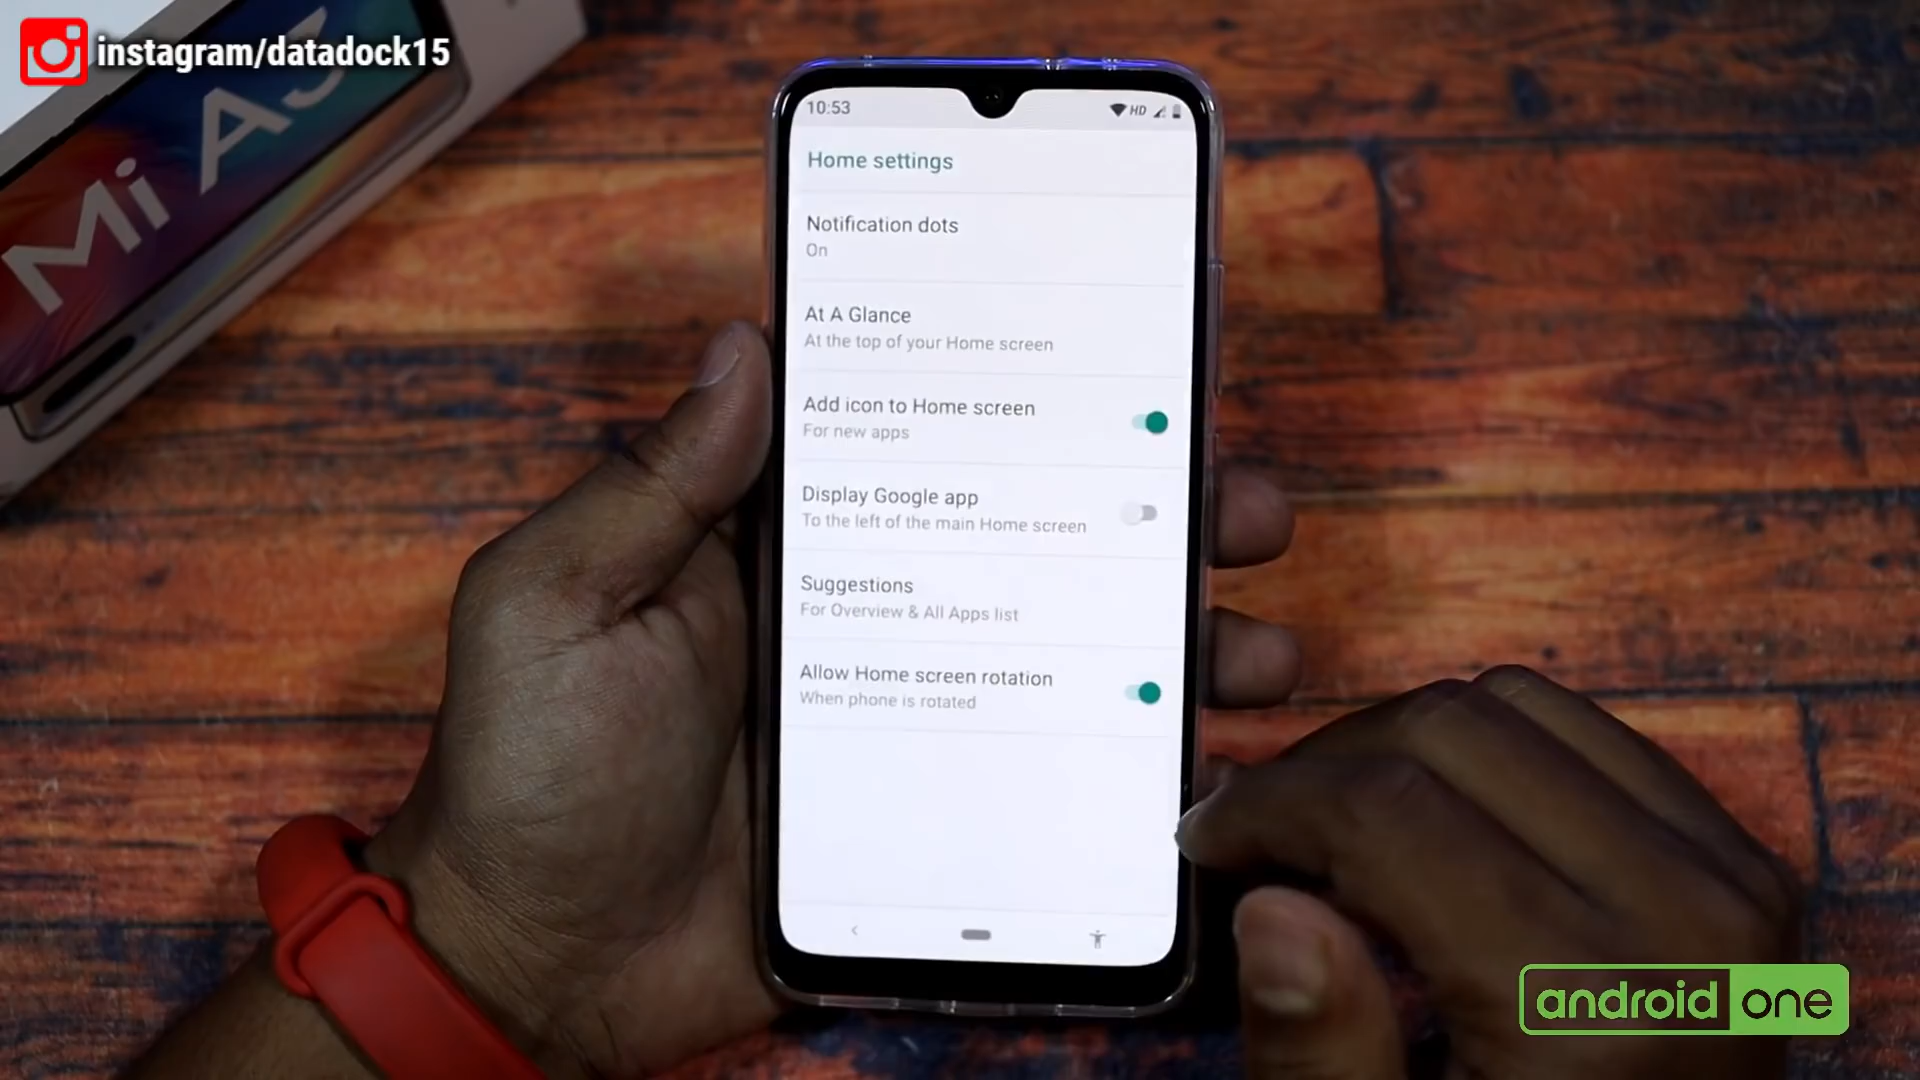 instagram/datadock15
Mi A3
10:53
HD
Home settings
Notification dots
On
At A Glance
At the top of your Home screen
Add icon to Home screen
For new apps
Display Google app
To the left of the main Home screen
Suggestions
For Overview & All Apps list
Allow Home screen rotation
When phone is rotated
android one